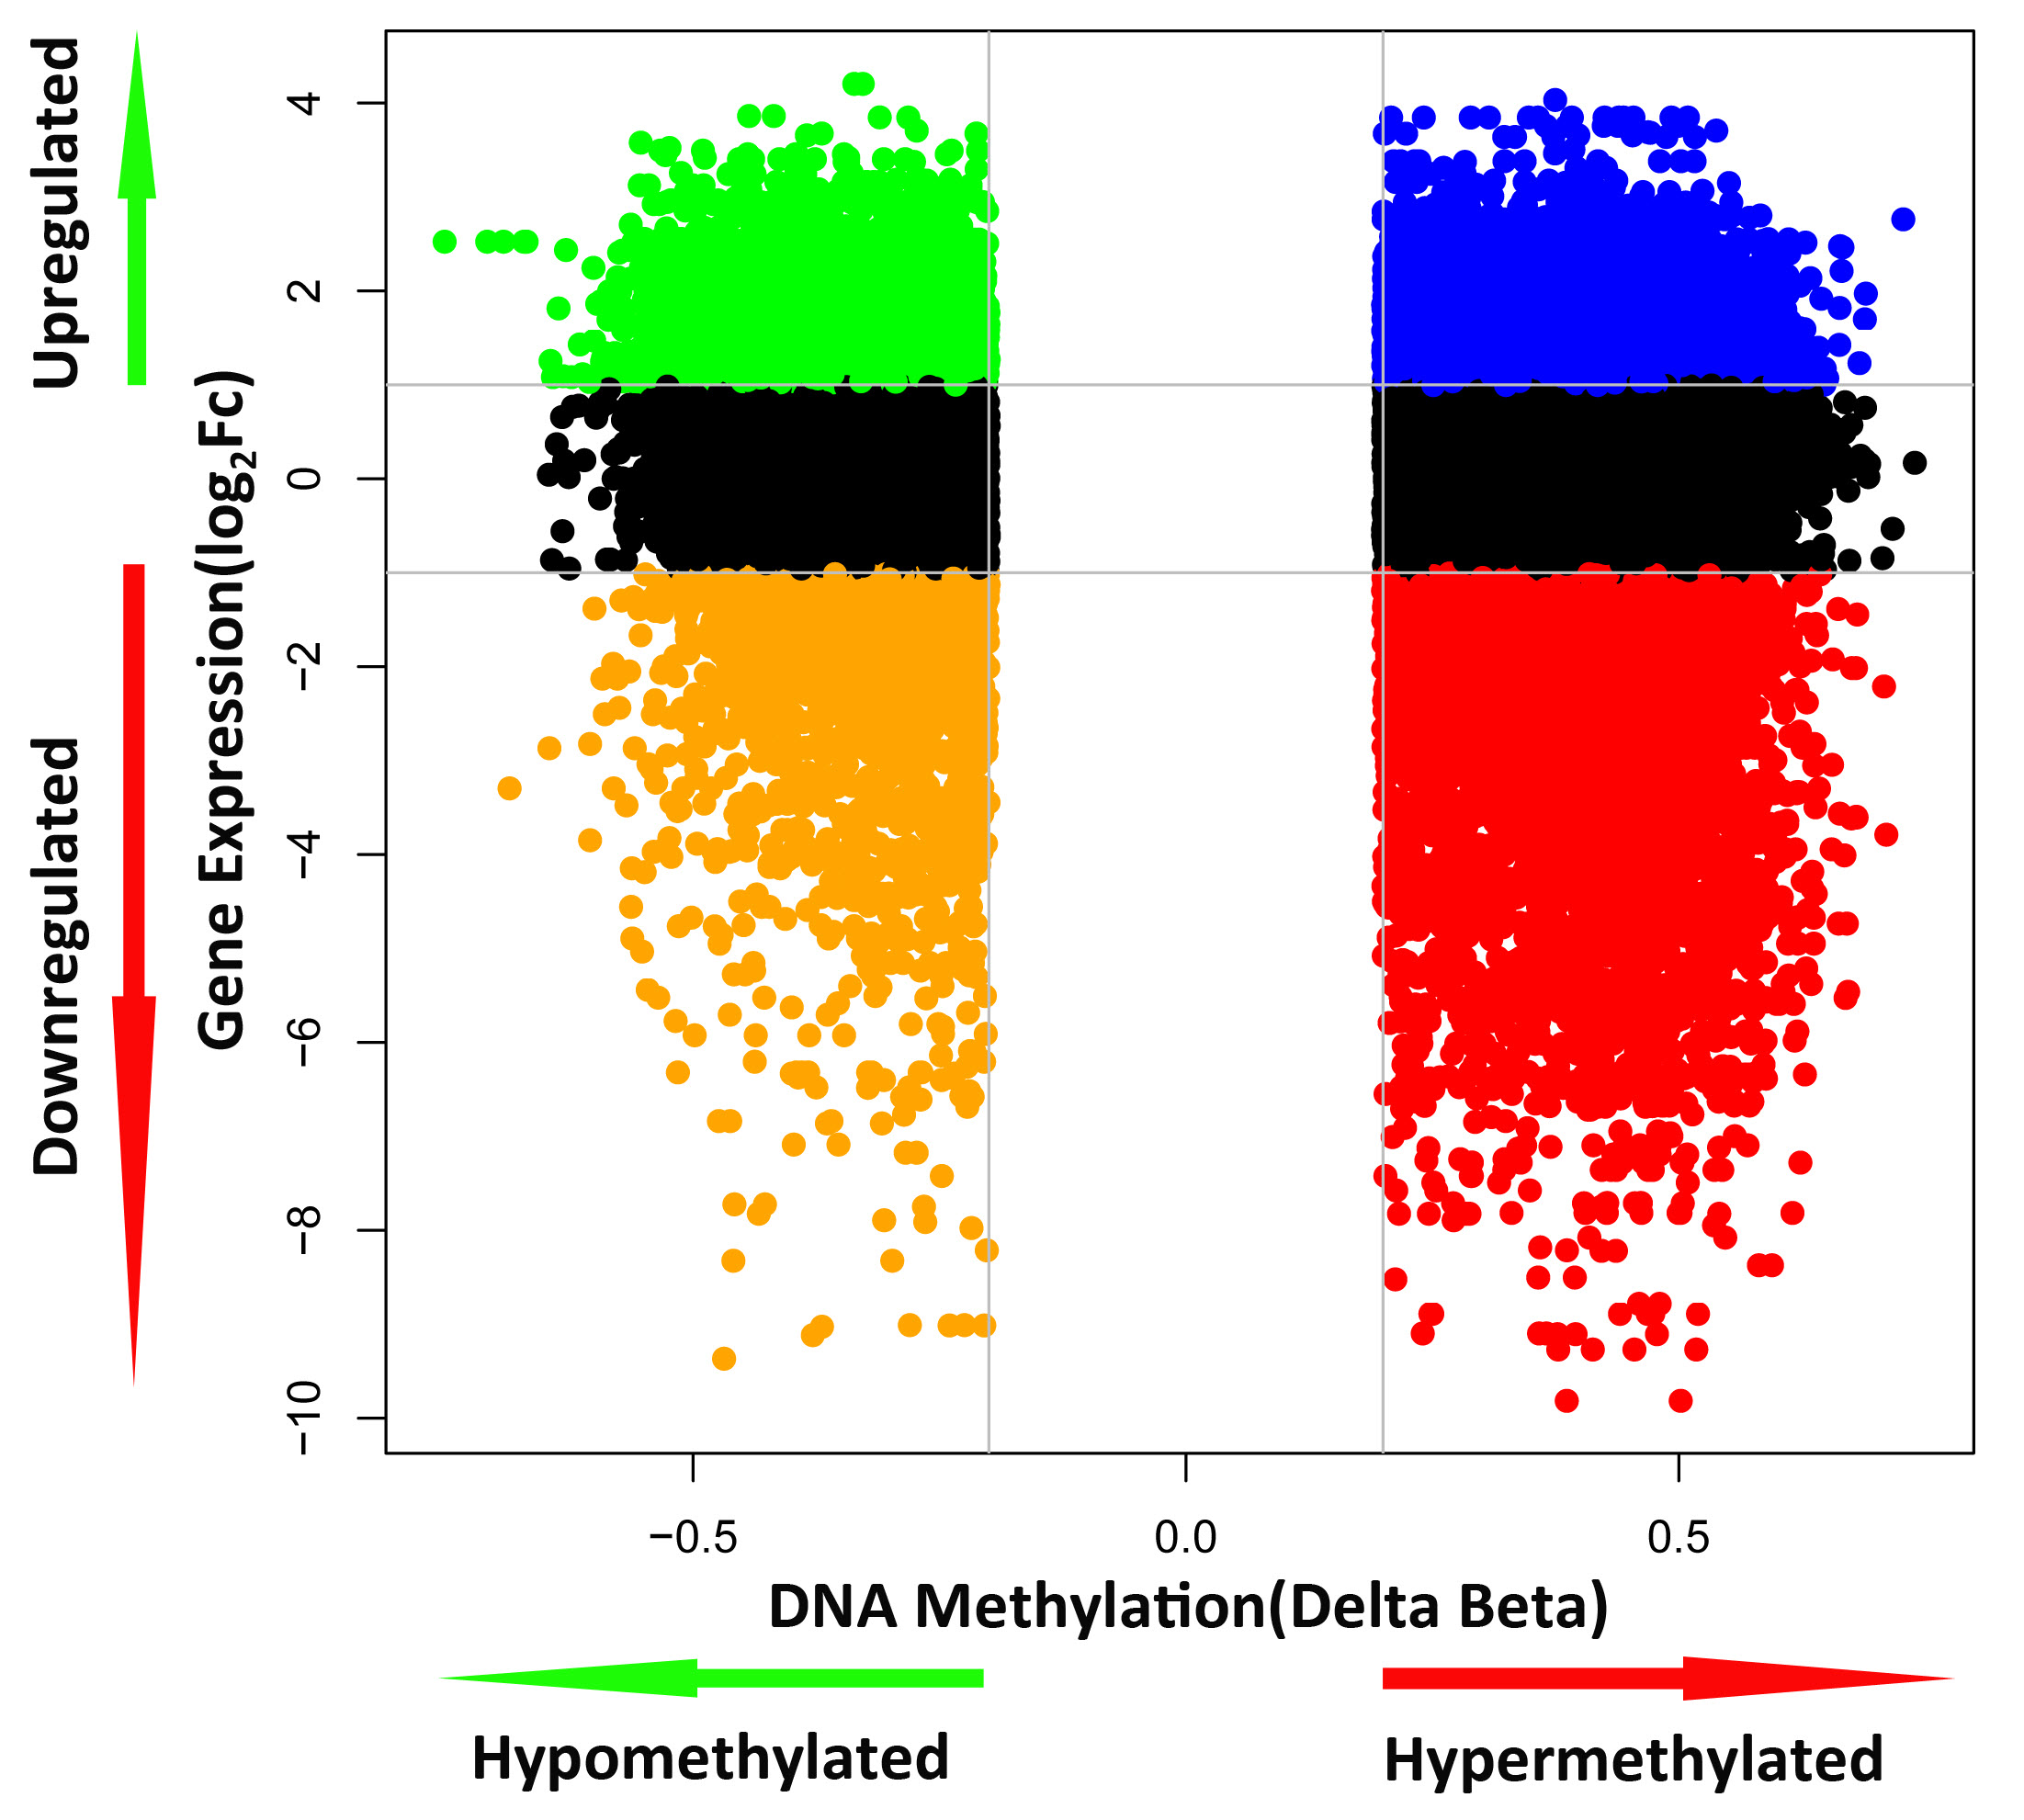 Upregulated
Downregulated
Gene Expression(log₂Fc)
4
2
0
−2
−4
−6
−8
−10
−0.5 0.0 0.5
DNA Methylation(Delta Beta)
Hypomethylated Hypermethylated